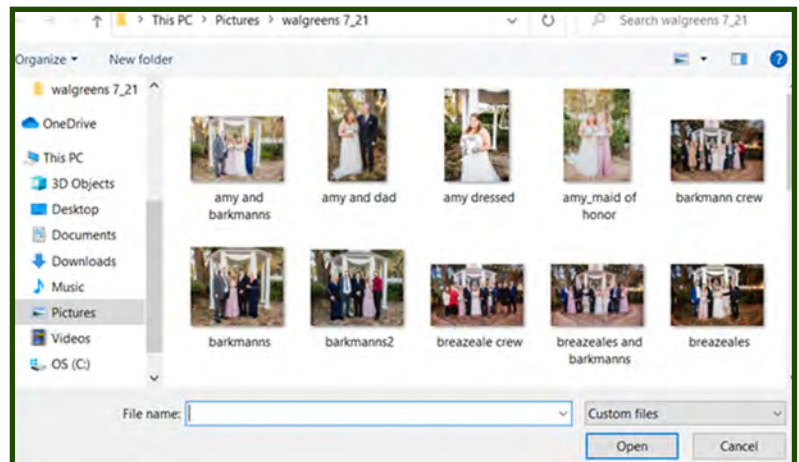 This PC > Pictures > walgreens 7_21
Search walgreens 7_21
Organize
New folder
walgreens 7_21
OneDrive
This PC
3D Objects
Desktop
Documents
Downloads
Music
Pictures
Videos
OS (C:)
amy and
barkmanns
amy and dad
amy dressed
amy_maid of
honor
barkmann crew
barkmanns
barkmanns2
breazeale crew
breazeales and
barkmanns
breazeales
File name:
Custom files
Open
Cancel